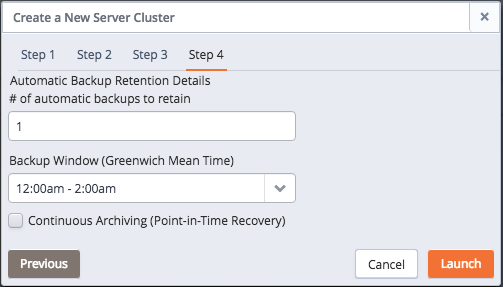 Create a New Server Cluster ×
Step 1 Step 2 Step 3 Step 4
Automatic Backup Retention Details
# of automatic backups to retain
1
Backup Window (Greenwich Mean Time)
12:00am - 2:00am
Continuous Archiving (Point-in-Time Recovery)
Previous Cancel Launch